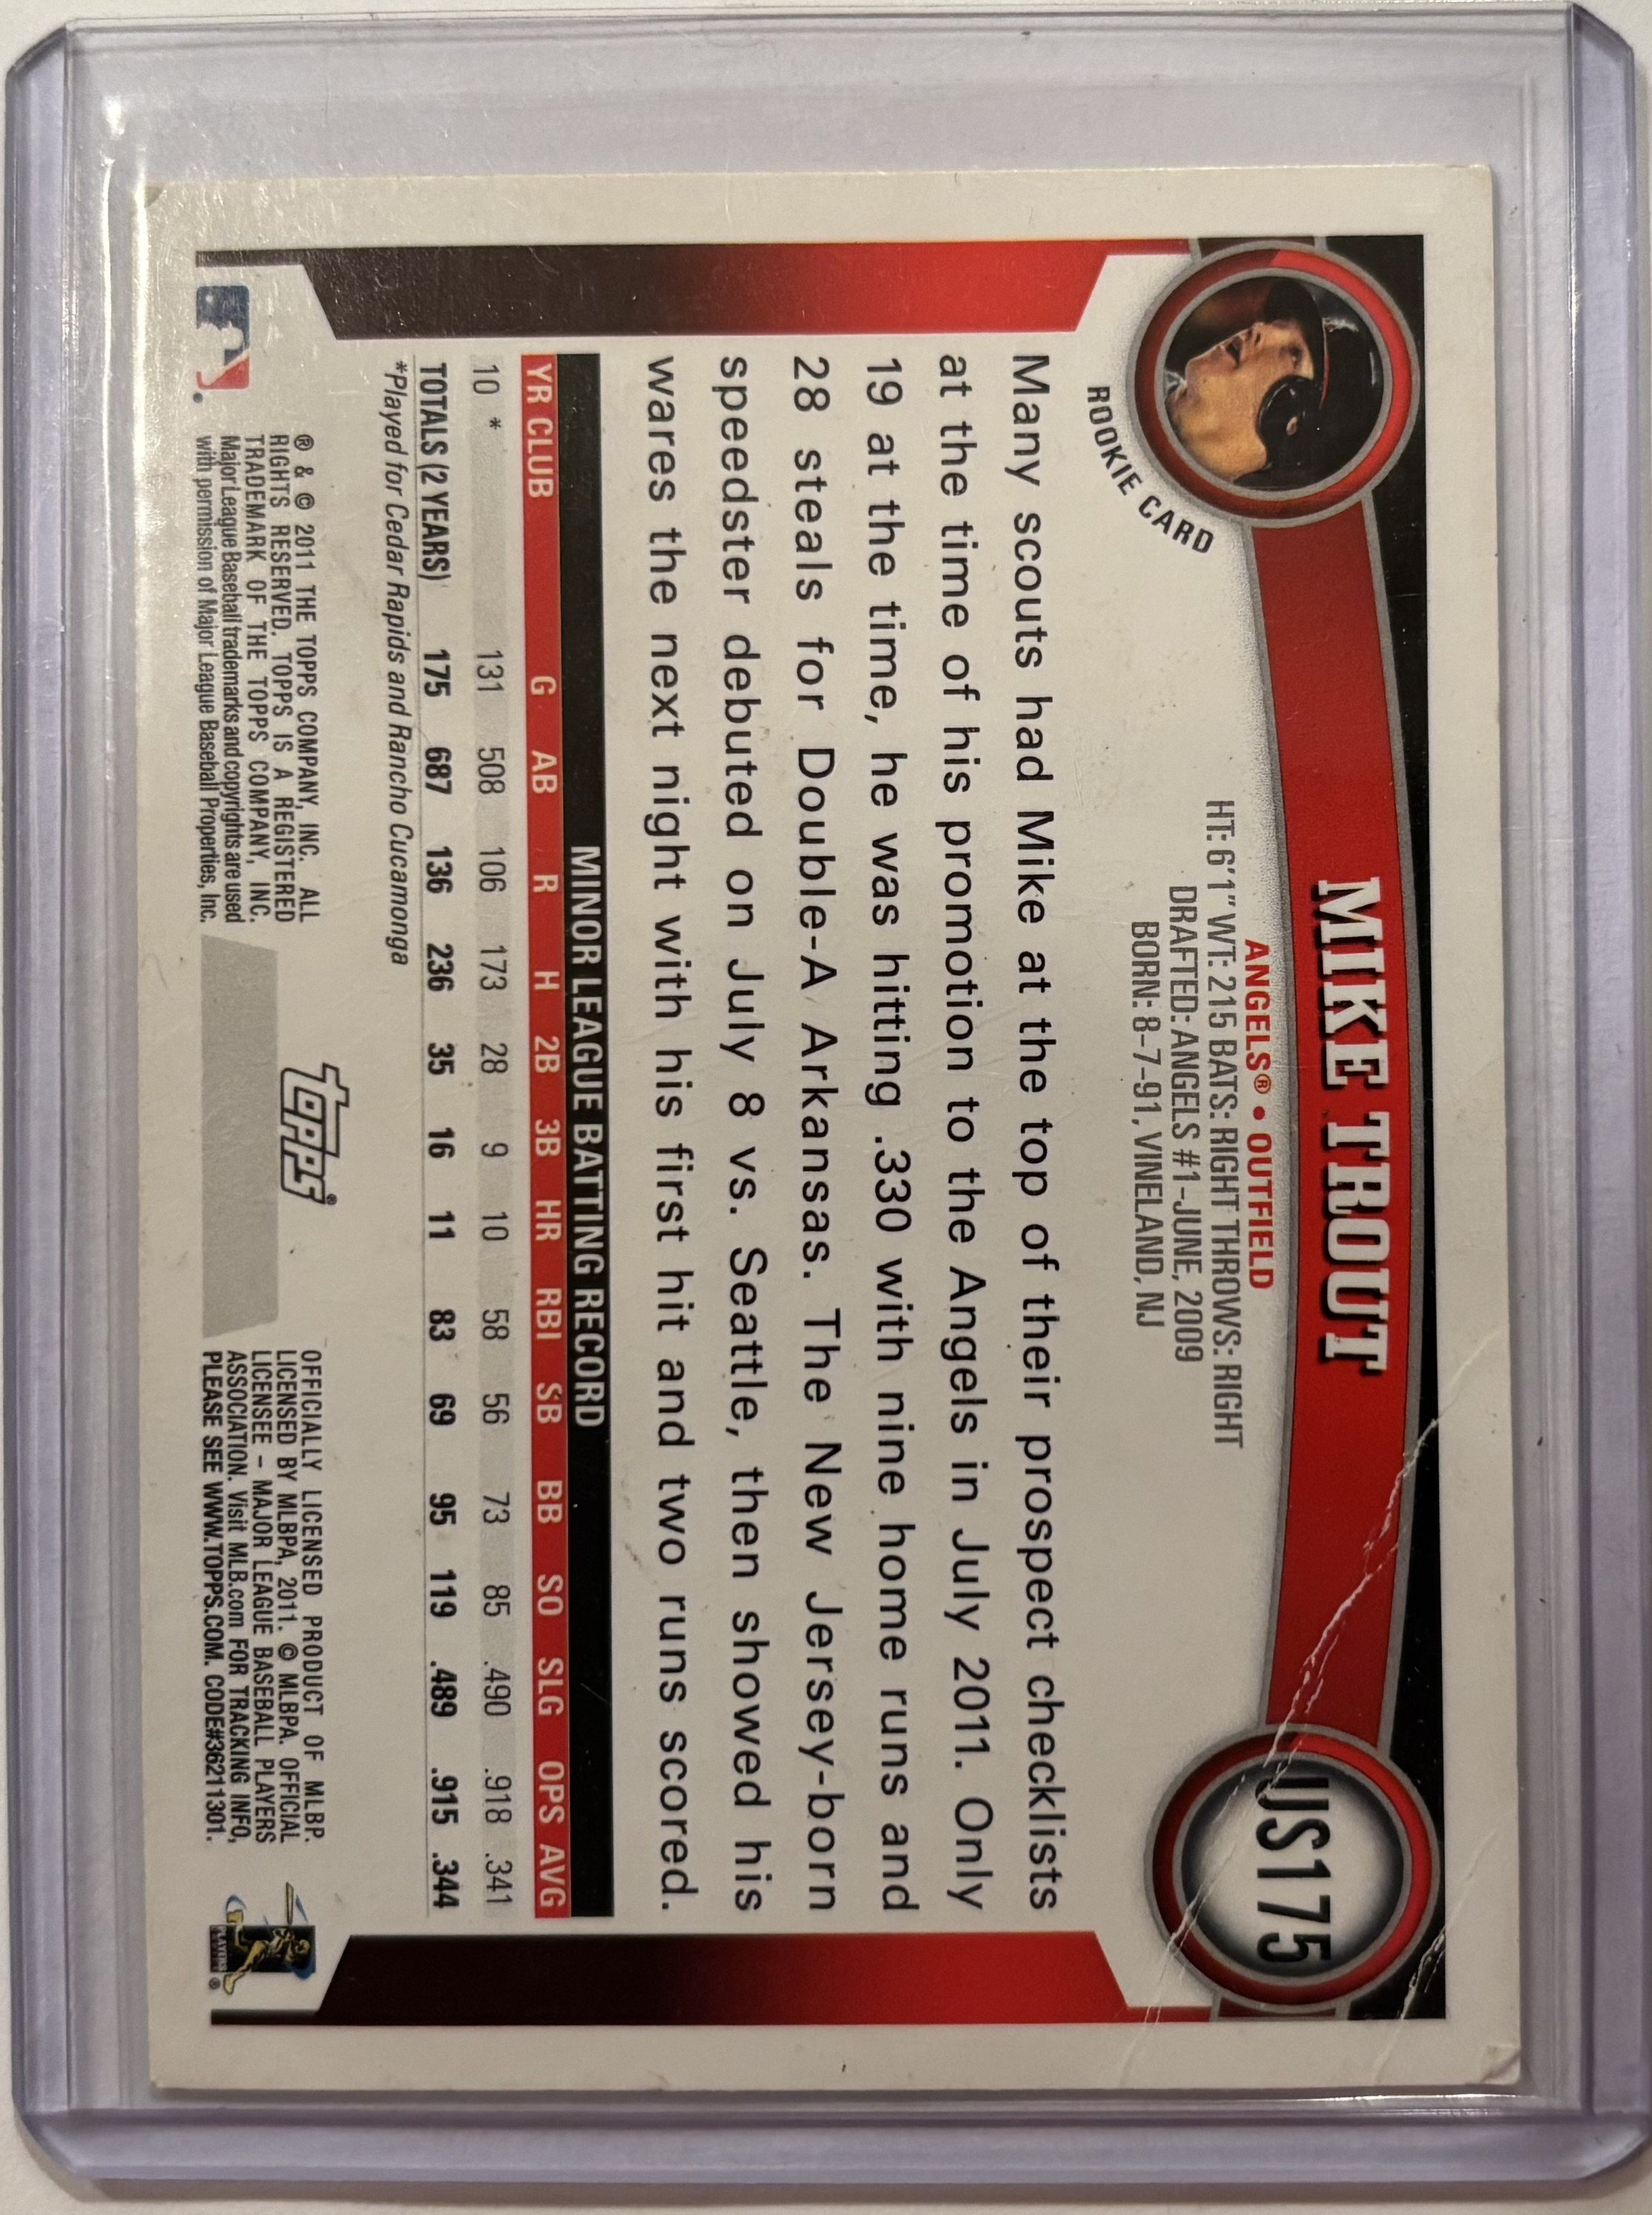 ROOKIE CARD
MIKE TROUT
US175
ANGELS® • OUTFIELD
HT: 6'1" WT: 215 BATS: RIGHT THROWS: RIGHT
DRAFTED: ANGELS #1-JUNE, 2009
BORN: 8-7-91, VINELAND, NJ
Many scouts had Mike at the top of their prospect checklists
at the time of his promotion to the Angels in July 2011. Only
19 at the time, he was hitting .330 with nine home runs and
28 steals for Double-A Arkansas. The New Jersey-born
speedster debuted on July 8 vs. Seattle, then showed his
wares the next night with his first hit and two runs scored.
MINOR LEAGUE BATTING RECORD
YR CLUB G AB R H 2B 3B HR RBI SB BB SO SLG OPS AVG
10 * 131 508 106 173 28 9 10 58 56 73 85 .490 .918 .341
TOTALS (2 YEARS) 175 687 136 236 35 16 11 83 69 95 119 .489 .915 .344
*Played for Cedar Rapids and Rancho Cucamonga
® & © 2011 THE TOPPS COMPANY, INC. ALL
RIGHTS RESERVED. TOPPS IS A REGISTERED
TRADEMARK OF THE TOPPS COMPANY, INC.
Major League Baseball trademarks and copyrights are used
with permission of Major League Baseball Properties, Inc.
topps®
OFFICIALLY LICENSED PRODUCT OF MLBP.
LICENSED BY MLBPA, 2011. © MLBPA. OFFICIAL
LICENSEE – MAJOR LEAGUE BASEBALL PLAYERS
ASSOCIATION. Visit MLB.com FOR TRACKING INFO,
PLEASE SEE WWW.TOPPS.COM. CODE#36211301.
PLAYERS